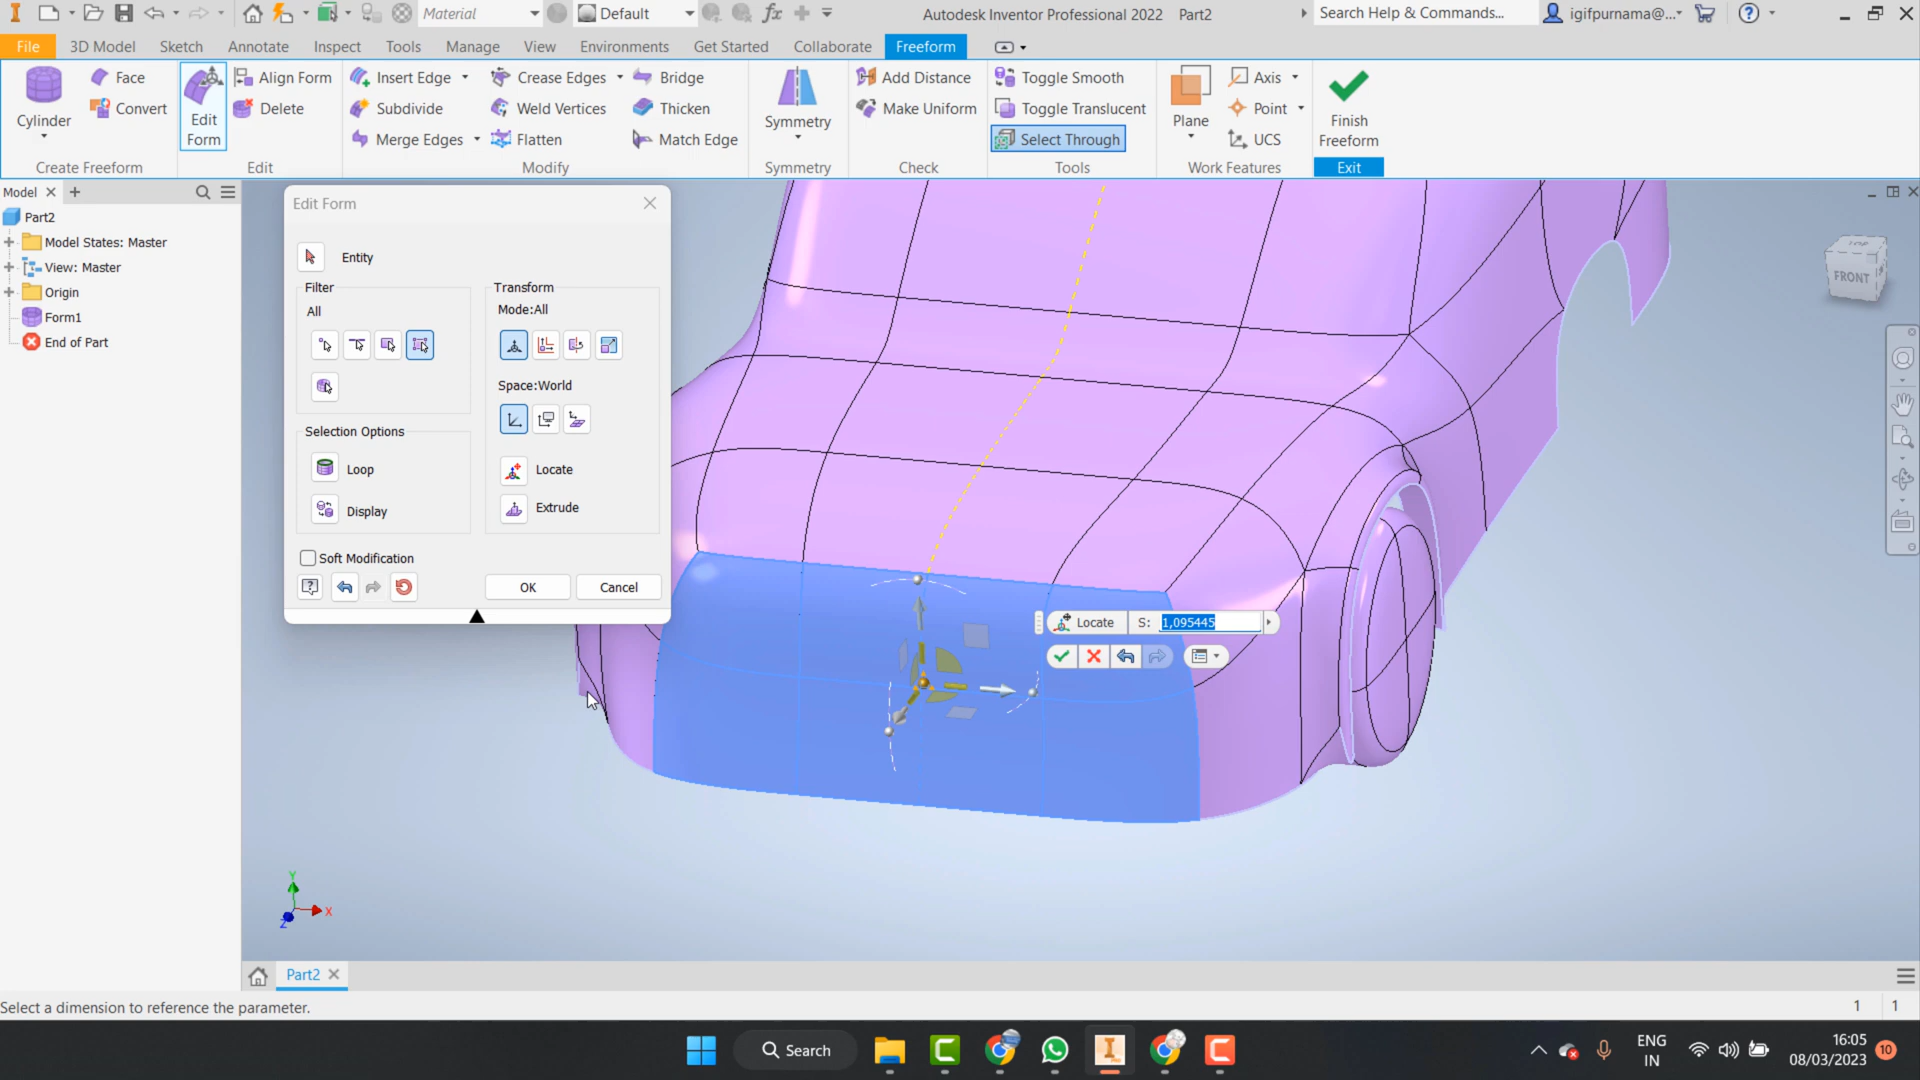 Material
Default
Autodesk Inventor Professional 2022 Part2
Search Help & Commands...
igifpurnama@...
File 3D Model Sketch Annotate Inspect Tools Manage View Environments Get Started Collaborate Freeform
Cylinder
Face
Convert
Create Freeform
Edit Form
Align Form
Delete
Edit
Insert Edge
Subdivide
Merge Edges
Crease Edges
Weld Vertices
Flatten
Bridge
Thicken
Match Edge
Modify
Symmetry
Symmetry
Add Distance
Make Uniform
Check
Toggle Smooth
Toggle Translucent
Select Through
Tools
Plane
Axis
Point
UCS
Work Features
Finish Freeform
Exit
Model
Part2
Model States: Master
View: Master
Origin
Form1
End of Part
Edit Form
Entity
Filter
All
Selection Options
Loop
Display
Transform
Mode:All
Space:World
Locate
Extrude
Soft Modification
OK
Cancel
Locate S: 1,095445
TOP
FRONT
Y
X
Z
Part2
Select a dimension to reference the parameter.
1 1
Search
ENG
IN
16:05
08/03/2023
10